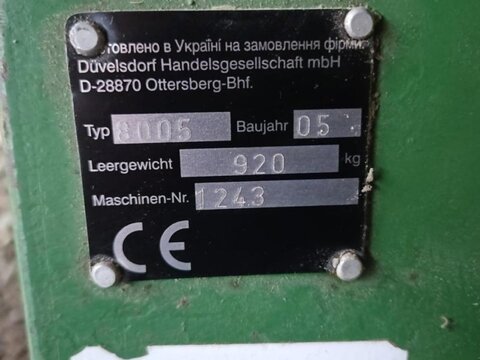 в Україні на замовлення фірми
Düvelsdorf Handelsgesellschaft mbH
D-28870 Ottersberg-Bhf.
Typ 8005 Baujahr 05
Leergewicht 920 kg
Maschinen-Nr. 1243
CE